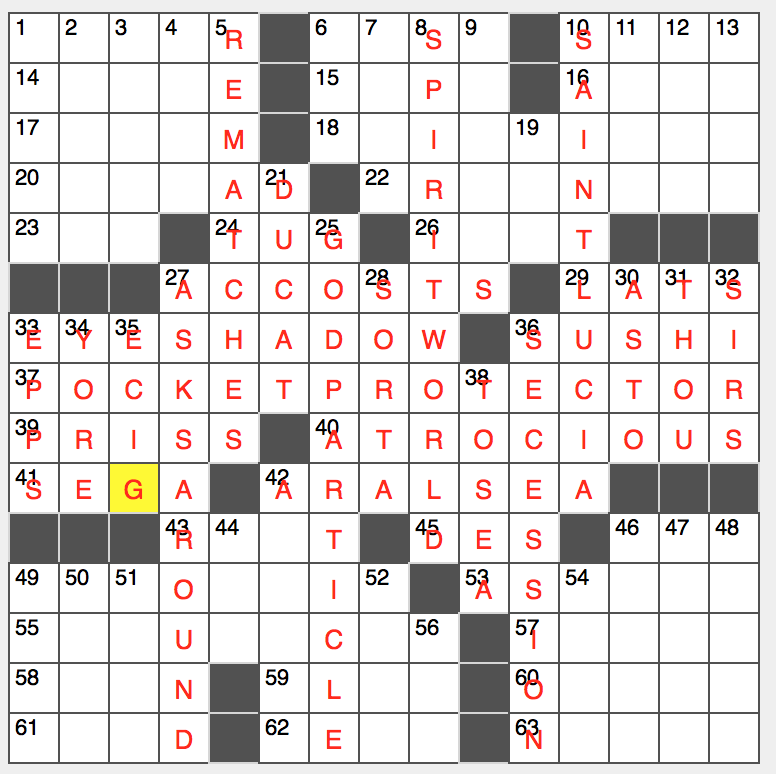 1 2 3 4 5 R 6 7 8 S 9 10 S 11 12 13
14 E 15 P 16 A
17 M 18 I 19 I
20 A 21 D 22 R N
23 24 T U 25 G 26 I T
27 A C C O 28 S T S 29 L 30 A 31 T 32 S
33 E 34 Y 35 E S H A D O W 36 S U S H I
37 P O C K E T P R O 38 T E C T O R
39 P R I S S 40 A T R O C I O U S
41 S E G A 42 A R A L S E A
43 R 44 T 45 D E S 46 47 48
49 50 51 O I 52 53 A S 54
55 U C 56 57 I
58 N 59 L 60 O
61 D 62 E 63 N